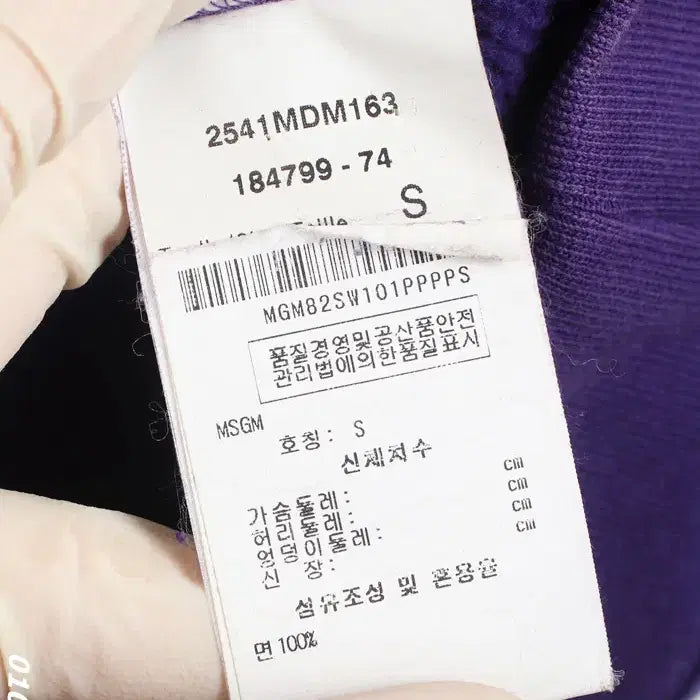 2541MDM163
184799 - 74
S
MGM82SW101PPPPS
품질경영및공산품안전
관리법에의한품질표시
MSGM
호칭: S
신체치수
가슴둘레: cm
허리둘레: cm
엉덩이둘레: cm
신 장: cm
섬유조성 및 혼용율
면 100%
010